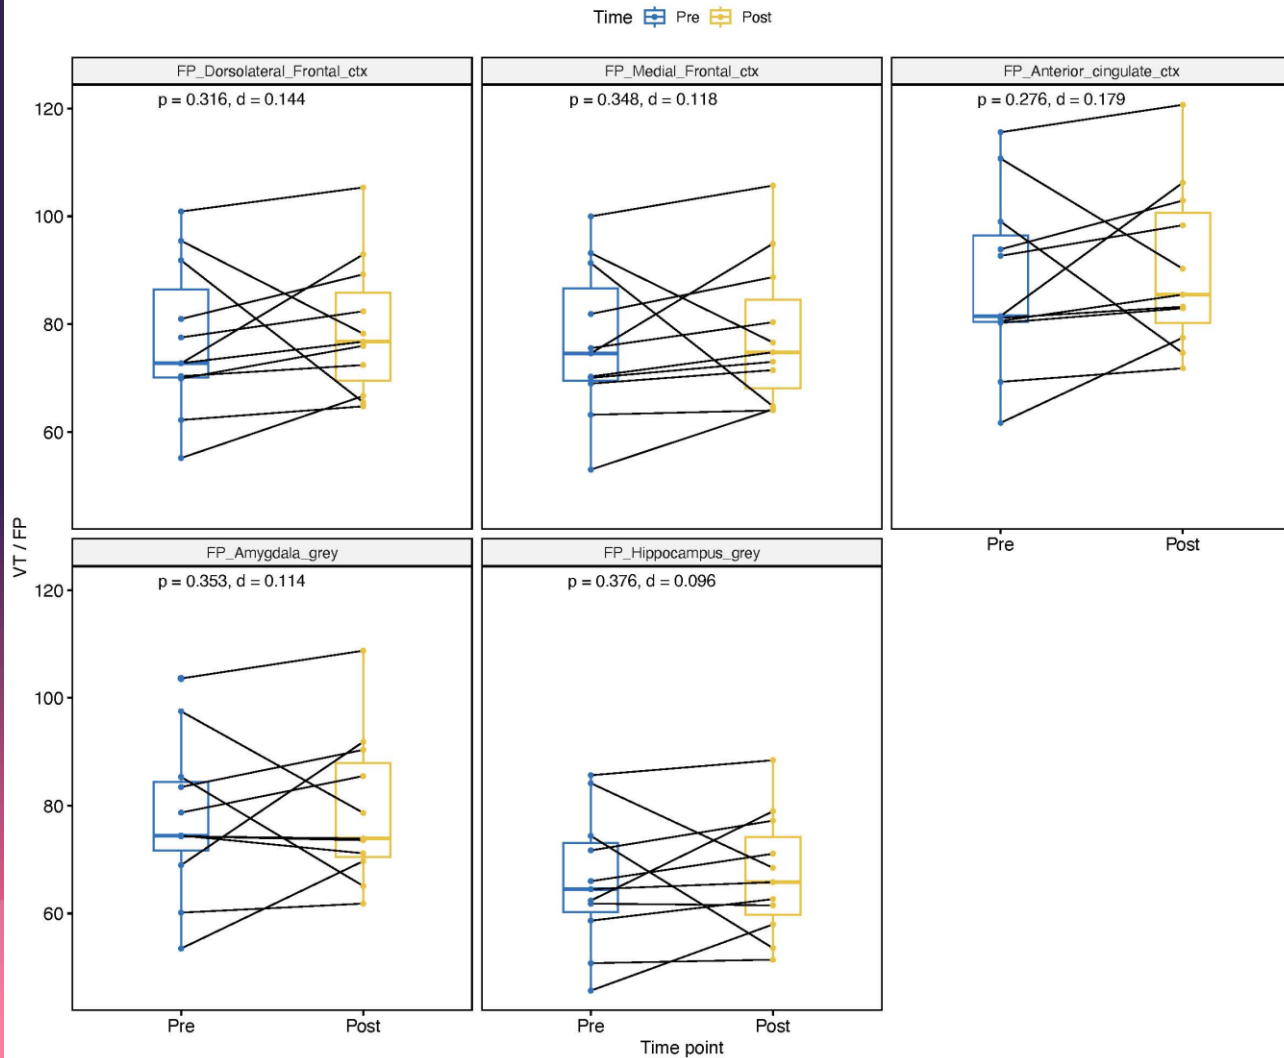 Time Pre Post
FP_Dorsolateral_Frontal_ctx FP_Medial_Frontal_ctx FP_Anterior_cingulate_ctx
p = 0.316, d = 0.144 p = 0.348, d = 0.118 p = 0.276, d = 0.179
120
100
80
60
Pre Post
VT / FP
FP_Amygdala_grey FP_Hippocampus_grey
p = 0.353, d = 0.114 p = 0.376, d = 0.096
120
100
80
60
Pre Post Pre Post
Time point